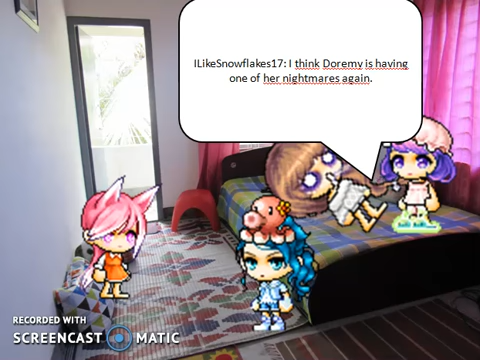 ILikeSnowflakes17: I think Doremy is having
one of her nightmares again.
RECORDED WITH
SCREENCAST MATIC